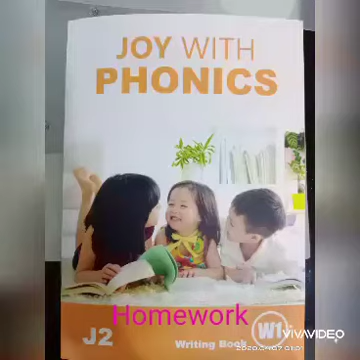 JOY WITH
PHONICS
Homework
J2
Writing Book
W1
VIVAVIDEO